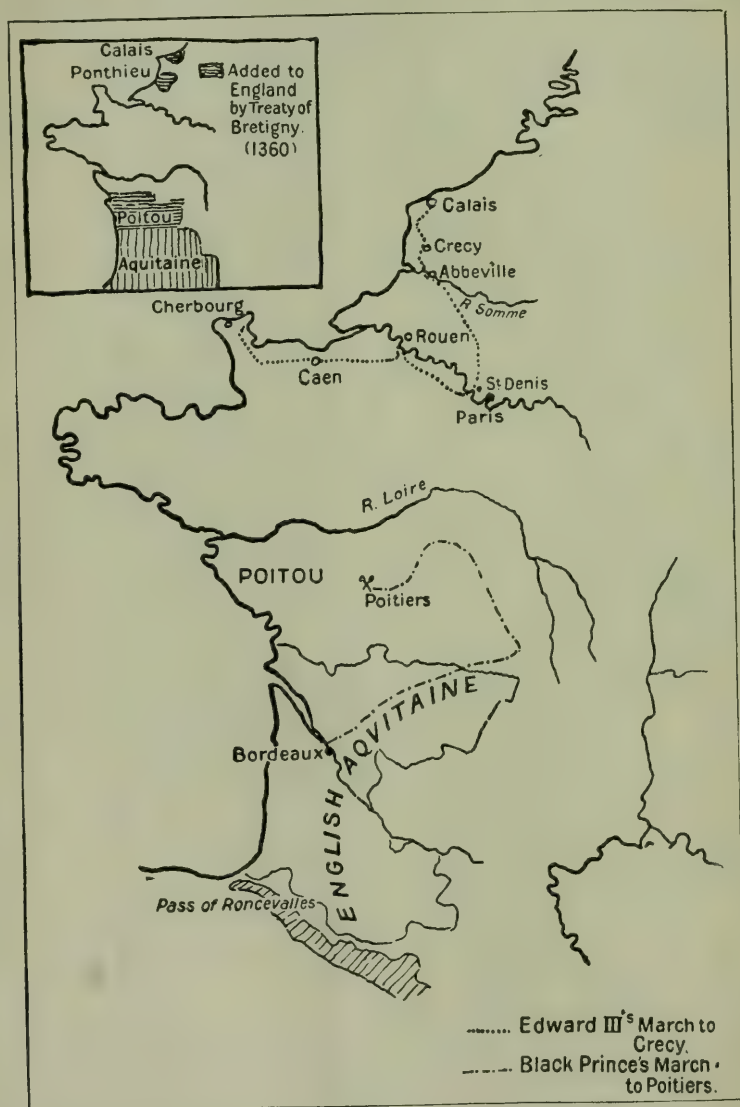 Calais
Ponthieu
Added to
England
by Treaty of
Bretigny.
(1360)
Poitou
Aquitaine
Calais
Crecy
Abbeville
R Somme
Cherbourg
Rouen
Caen
St Denis
Paris
R. Loire
POITOU
Poitiers
Bordeaux
ENGLISH AQVITAINE
Pass of Roncevalles
Edward III's March to
Crecy.
Black Prince's March
to Poitiers.